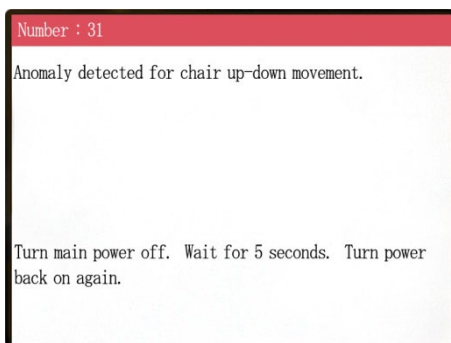 Number : 31
Anomaly detected for chair up-down movement.
Turn main power off. Wait for 5 seconds. Turn power
back on again.